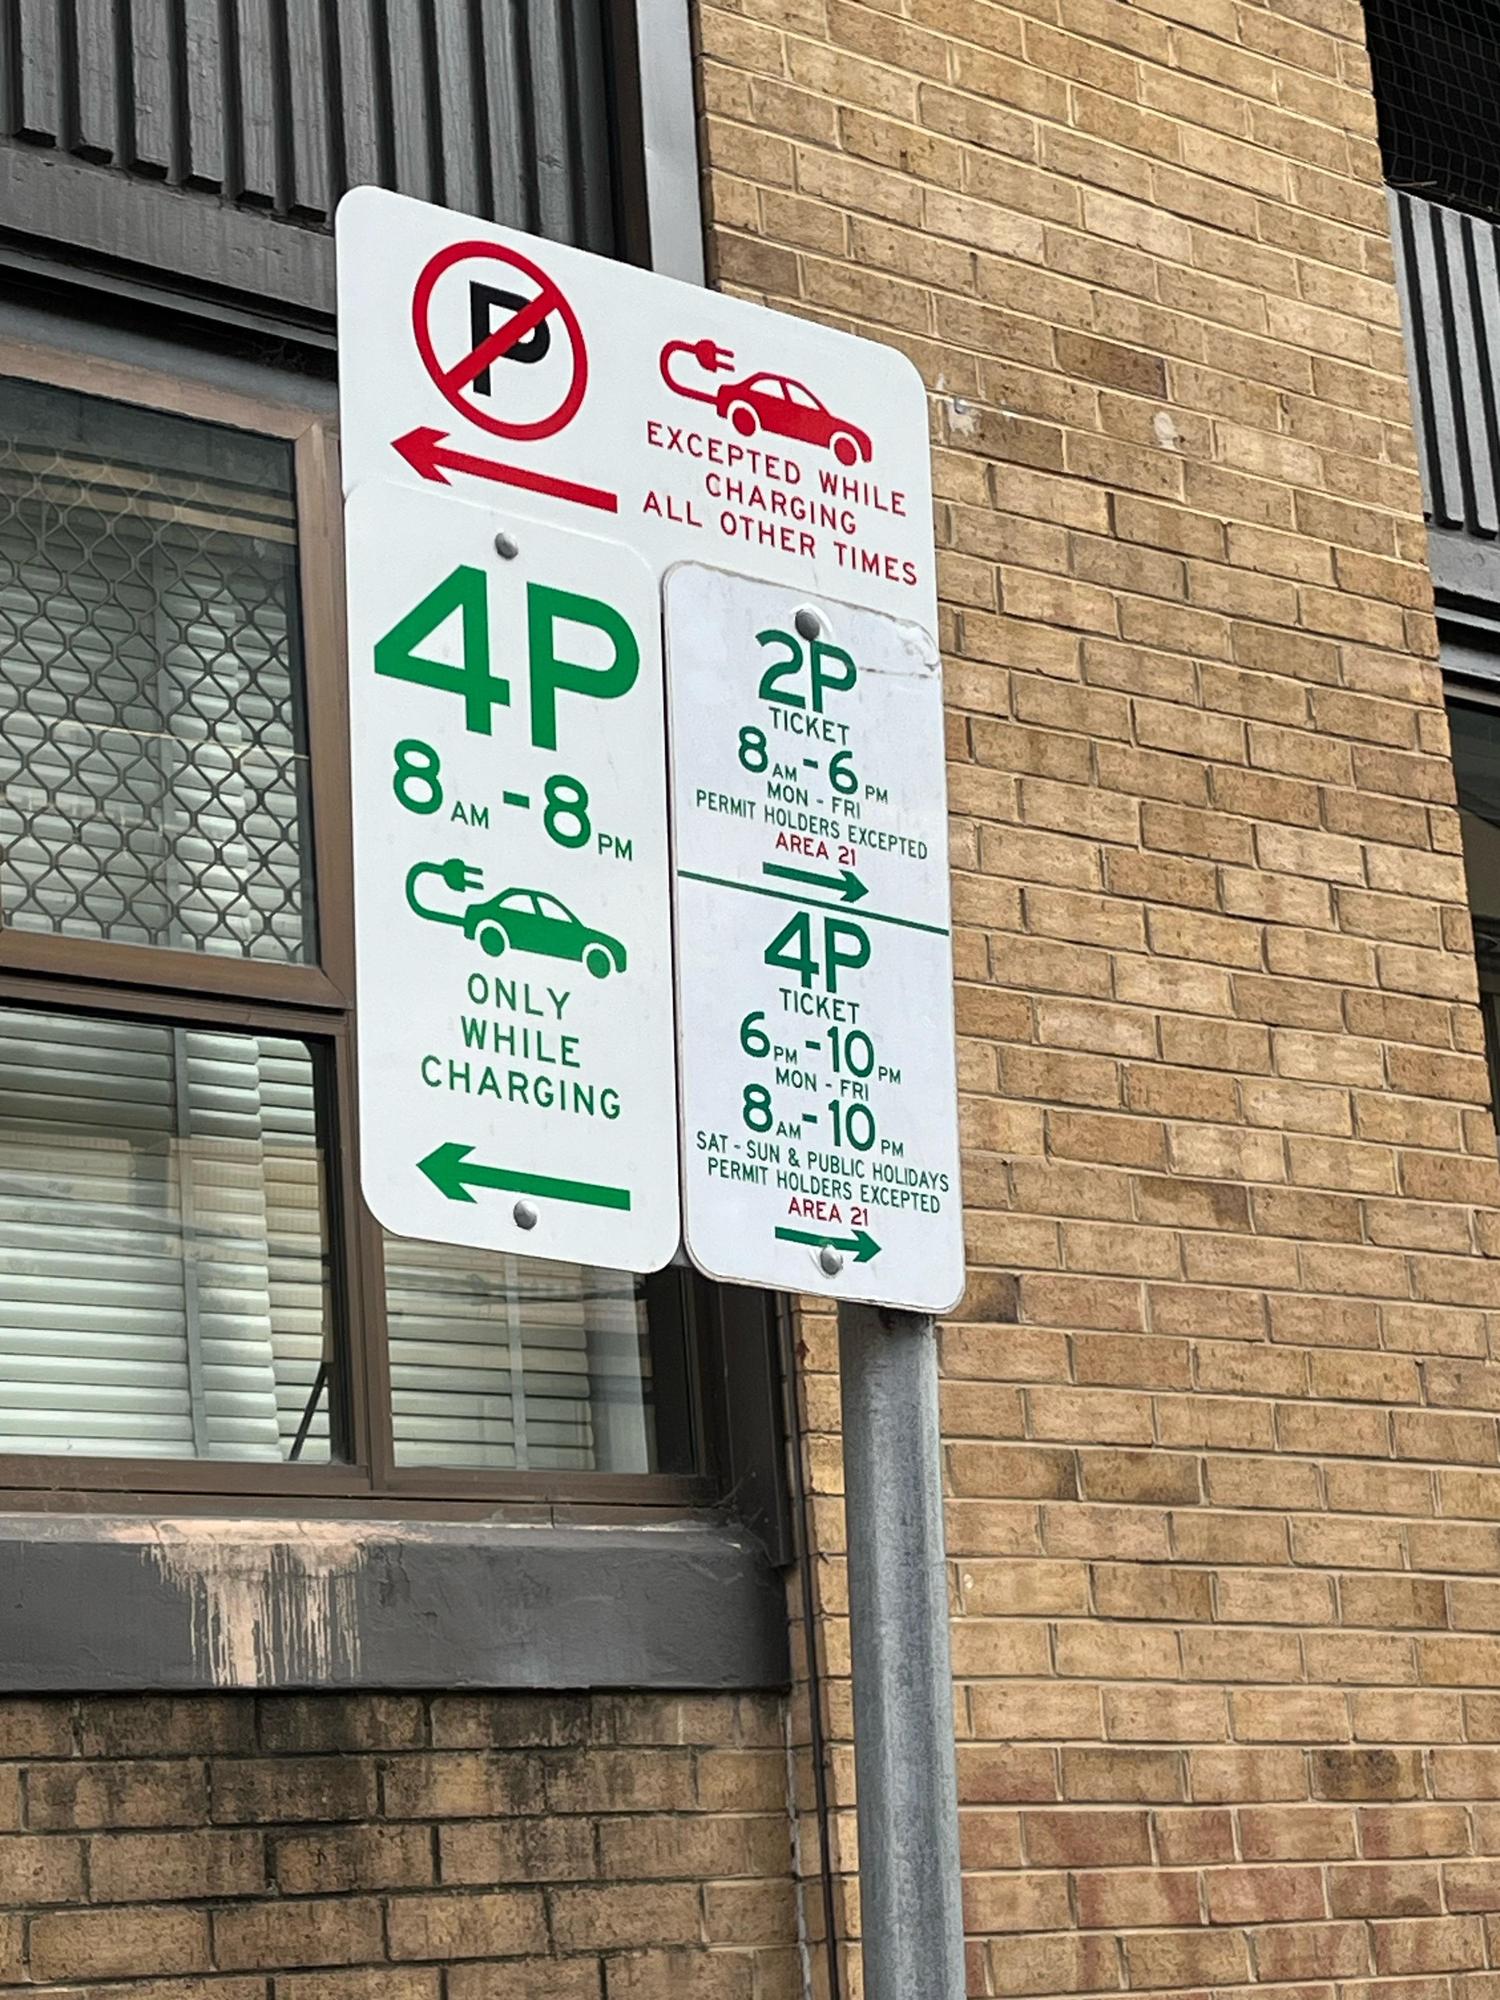 P
EXCEPTED WHILE
CHARGING
ALL OTHER TIMES
4P
8AM-8PM
ONLY
WHILE
CHARGING
2P
TICKET
8AM-6PM
MON - FRI
PERMIT HOLDERS EXCEPTED
AREA 21
4P
TICKET
6PM-10PM
MON - FRI
8AM-10PM
SAT - SUN & PUBLIC HOLIDAYS
PERMIT HOLDERS EXCEPTED
AREA 21